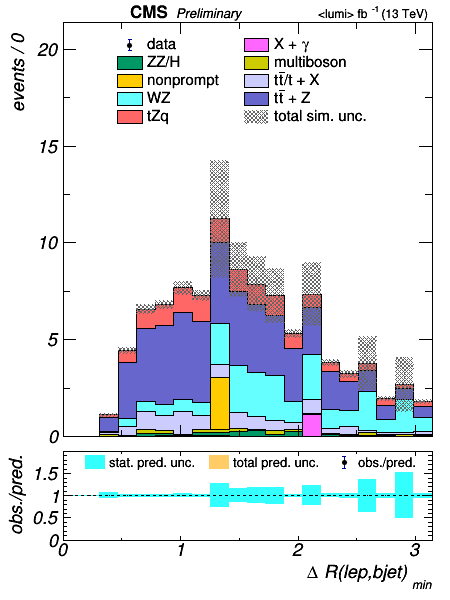 CMS Preliminary <lumi> fb -1 (13 TeV)
events / 0
20
15
10
5
0
data
ZZ/H
nonprompt
WZ
tZq
X + γ
multiboson
tt̄/t + X
tt̄ + Z
total sim. unc.
obs./pred.
1.5
1
0.5
0
stat. pred. unc. total pred. unc. obs./pred.
0 1 2 3
Δ R(lep,bjet) min